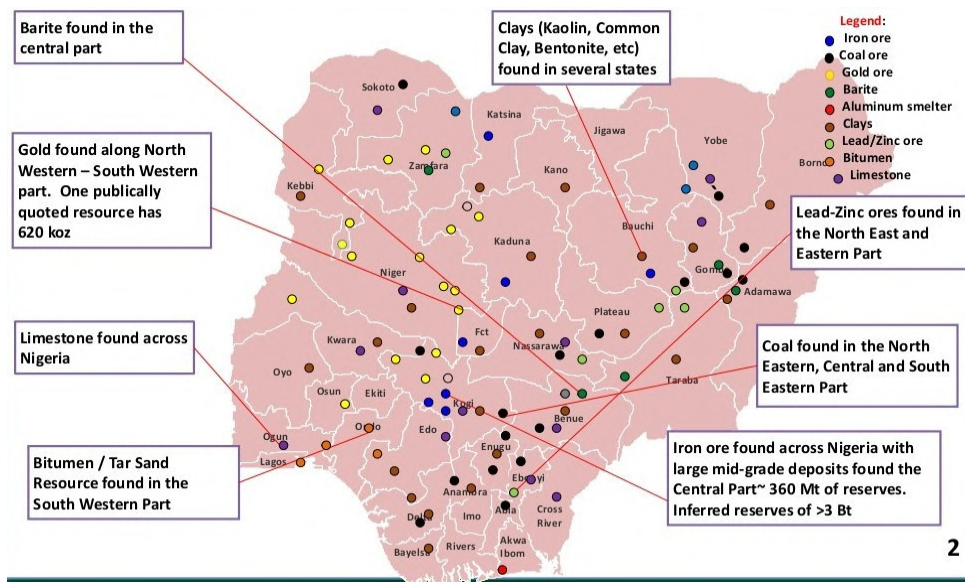 Barite found in the
central part
Clays (Kaolin, Common
Clay, Bentonite, etc)
found in several states
Legend:
Iron ore
Coal ore
Gold ore
Barite
Aluminum smelter
Clays
Lead/Zinc ore
Bitumen
Limestone
Gold found along North
Western – South Western
part. One publically
quoted resource has
620 koz
Lead-Zinc ores found in
the North East and
Eastern Part
Limestone found across
Nigeria
Coal found in the North
Eastern, Central and South
Eastern Part
Bitumen / Tar Sand
Resource found in the
South Western Part
Iron ore found across Nigeria with
large mid-grade deposits found the
Central Part~ 360 Mt of reserves.
Inferred reserves of >3 Bt
Sokoto
Katsina
Jigawa
Yobe
Zamfara
Kano
Kebbi
Bauchi
Kaduna
Niger
Adamawa
Plateau
Fct
Nassarawa
Kwara
Oyo
Taraba
Osun
Ekiti
Kogi
Benue
Edo
Ogun
Enugu
Lagos
Anambra
Imo
Cross
River
Akwa
Ibom
Rivers
Bayelsa
2